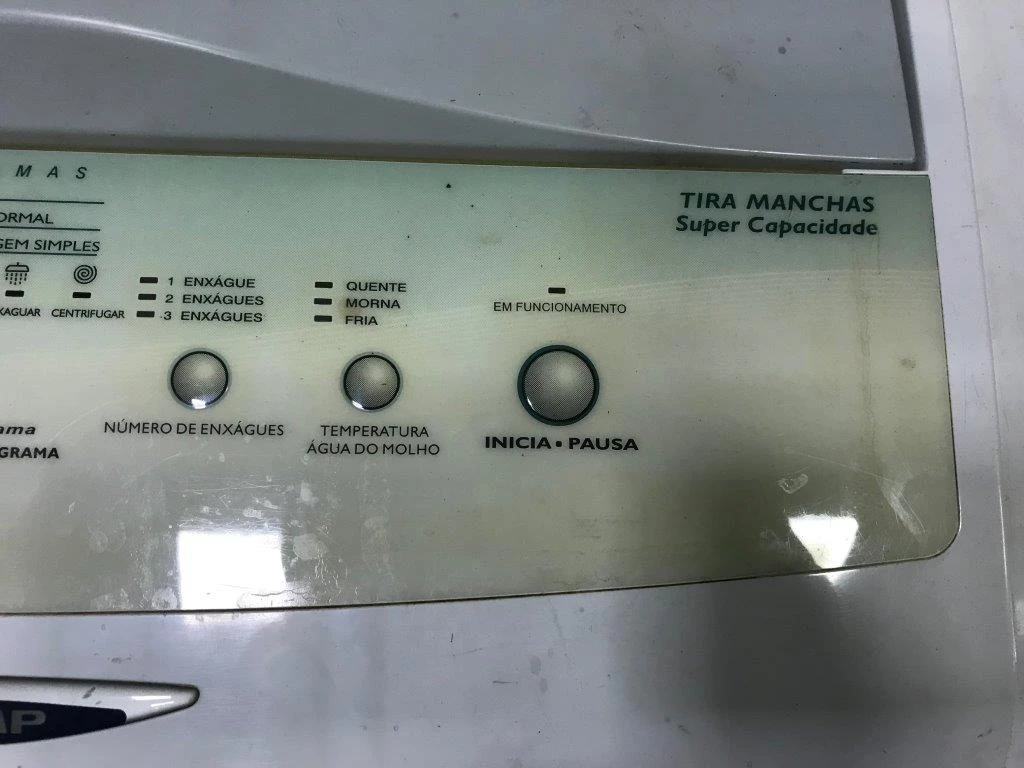 M A S
ORMAL
GEM SIMPLES
XAGUAR CENTRIFUGAR
1 ENXÁGUE
2 ENXÁGUES
3 ENXÁGUES
NÚMERO DE ENXÁGUES
QUENTE
MORNA
FRIA
TEMPERATURA
ÁGUA DO MOLHO
EM FUNCIONAMENTO
INICIA • PAUSA
TIRA MANCHAS
Super Capacidade
ama
GRAMA
AP